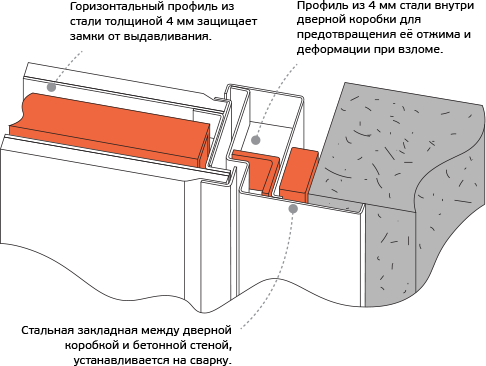 Горизонтальный профиль из
стали толщиной 4 мм защищает
замки от выдавливания.
Профиль из 4 мм стали внутри
дверной коробки для
предотвращения её отжима и
деформации при взломе.
Стальная закладная между дверной
коробкой и бетонной стеной,
устанавливается на сварку.